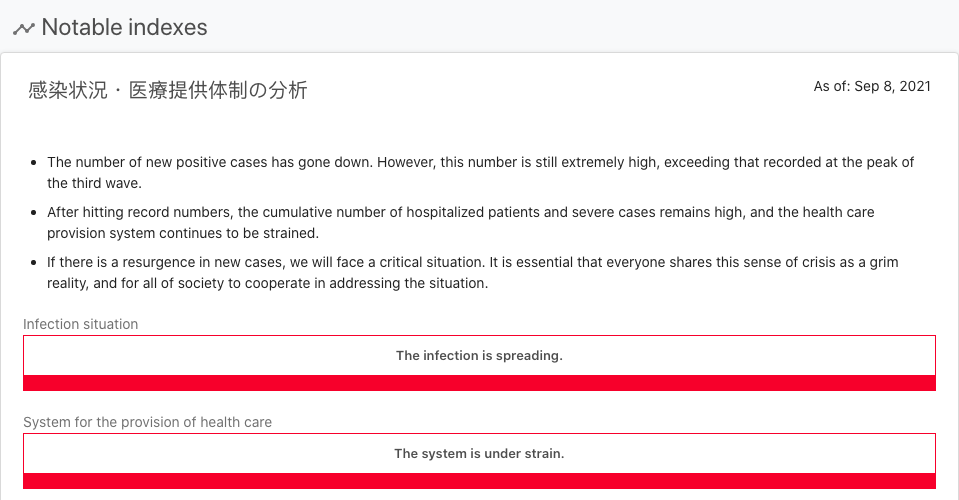 Notable indexes
感染状況・医療提供体制の分析
As of: Sep 8, 2021
The number of new positive cases has gone down. However, this number is still extremely high, exceeding that recorded at the peak of
the third wave.
After hitting record numbers, the cumulative number of hospitalized patients and severe cases remains high, and the health care
provision system continues to be strained.
If there is a resurgence in new cases, we will face a critical situation. It is essential that everyone shares this sense of crisis as a grim
reality, and for all of society to cooperate in addressing the situation.
Infection situation
The infection is spreading.
System for the provision of health care
The system is under strain.